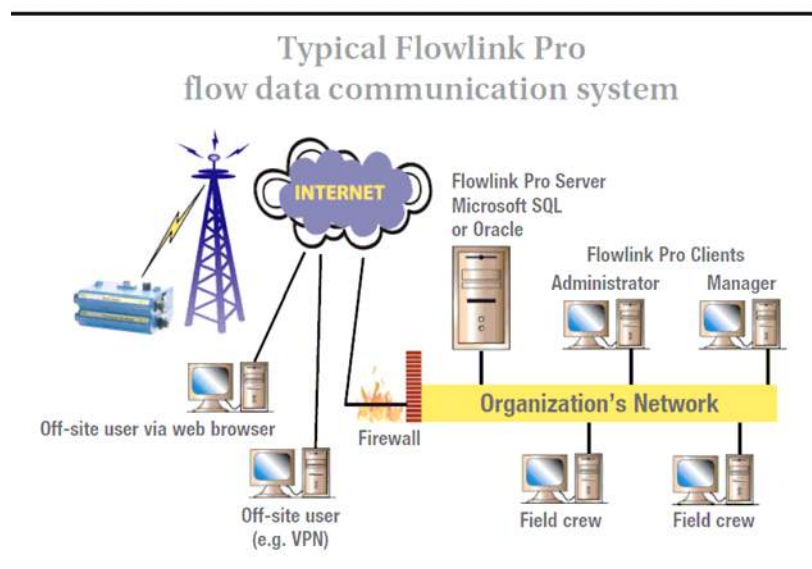 Typical Flowlink Pro
flow data communication system
INTERNET
Flowlink Pro Server
Microsoft SQL
or Oracle
Flowlink Pro Clients
Administrator
Manager
Off-site user via web browser
Firewall
Organization's Network
Off-site user
(e.g. VPN)
Field crew
Field crew